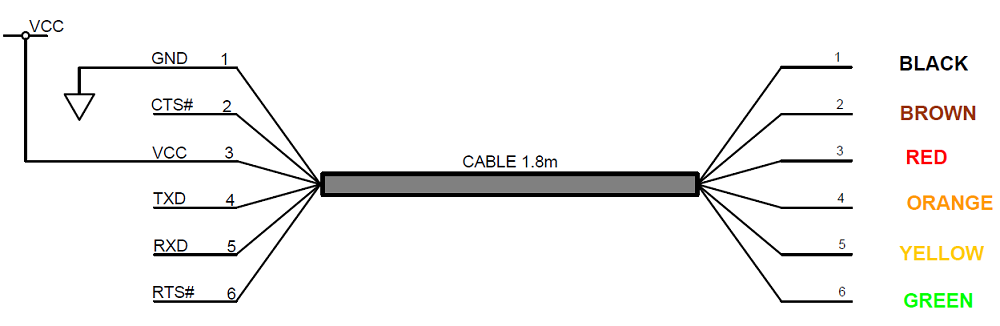 VCC
GND 1
CTS# 2
VCC 3
TXD 4
RXD 5
RTS# 6
CABLE 1.8m
1 BLACK
2 BROWN
3 RED
4 ORANGE
5 YELLOW
6 GREEN